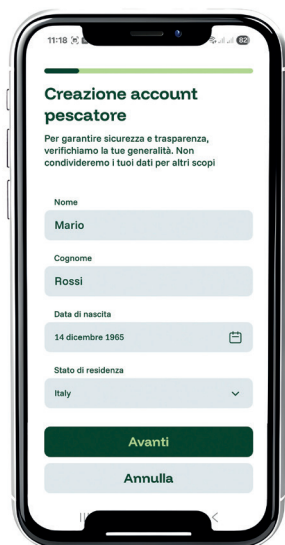 11:18
82
Creazione account
pescatore
Per garantire sicurezza e trasparenza,
verifichiamo la tue generalità. Non
condivideremo i tuoi dati per altri scopi
Nome
Mario
Cognome
Rossi
Data di nascita
14 dicembre 1965
Stato di residenza
Italy
Avanti
Annulla